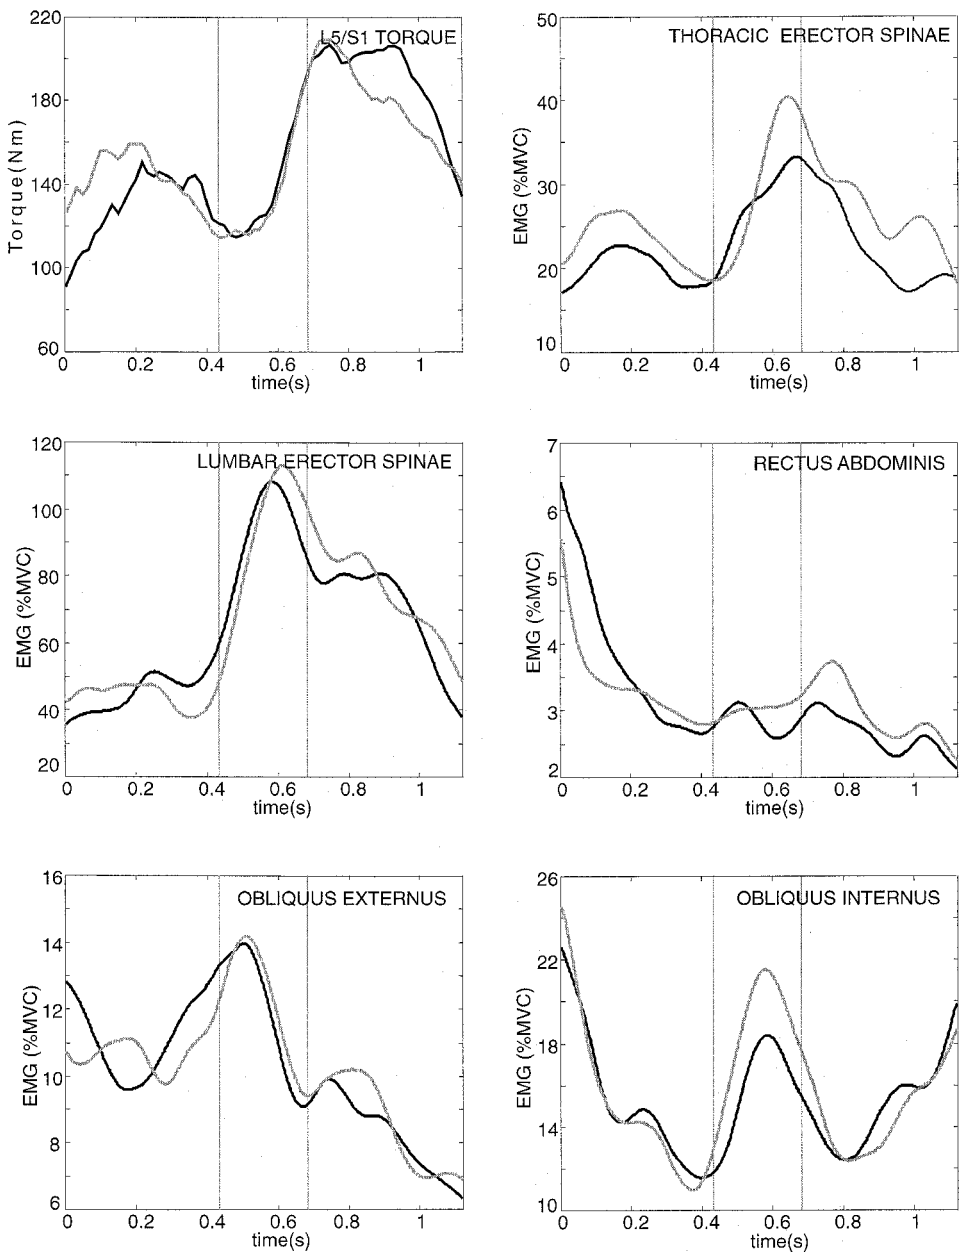 220
L5/S1 TORQUE
180
140
100
60
Torque(Nm)
0 0.2 0.4 0.6 0.8 1
time(s)
50
THORACIC ERECTOR SPINAE
40
30
20
10
EMG (%MVC)
0 0.2 0.4 0.6 0.8 1
time(s)
120
LUMBAR ERECTOR SPINAE
100
80
60
40
20
EMG (%MVC)
0 0.2 0.4 0.6 0.8 1
time(s)
7
RECTUS ABDOMINIS
6
5
4
3
2
EMG (%MVC)
0 0.2 0.4 0.6 0.8 1
time(s)
16
OBLIQUUS EXTERNUS
14
12
10
8
6
EMG (%MVC)
0 0.2 0.4 0.6 0.8 1
time(s)
26
OBLIQUUS INTERNUS
22
18
14
10
EMG (%MVC)
0 0.2 0.4 0.6 0.8 1
time(s)